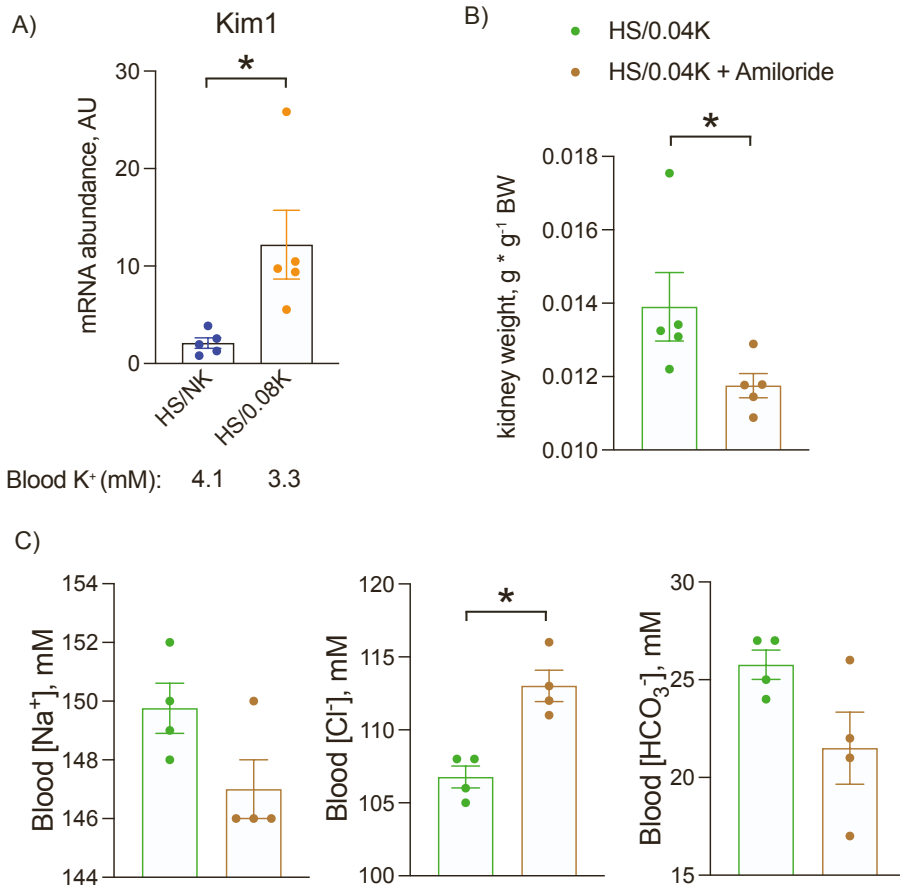 A)
Kim1
*
mRNA abundance, AU
30
20
10
0
HS/NK
HS/0.08K
Blood K⁺ (mM): 4.1 3.3
B)
HS/0.04K
HS/0.04K + Amiloride
*
kidney weight, g * g⁻¹ BW
0.018
0.016
0.014
0.012
0.010
C)
Blood [Na⁺], mM
154
152
150
148
146
144
*
Blood [Cl⁻], mM
120
115
110
105
100
Blood [HCO₃⁻], mM
30
25
20
15